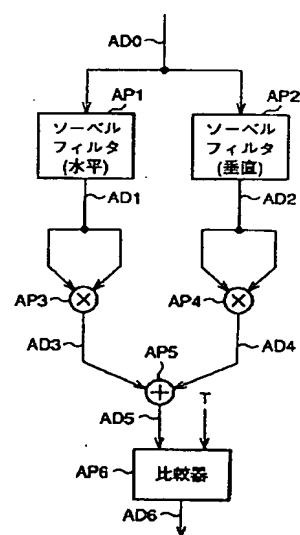 AD0
AP1
AP2
ソーベル
フィルタ
(水平)
ソーベル
フィルタ
(垂直)
AD1
AD2
AP3
×
AP4
×
AD3
AD4
AP5
+
AD5
T
AP6
比較器
AD6